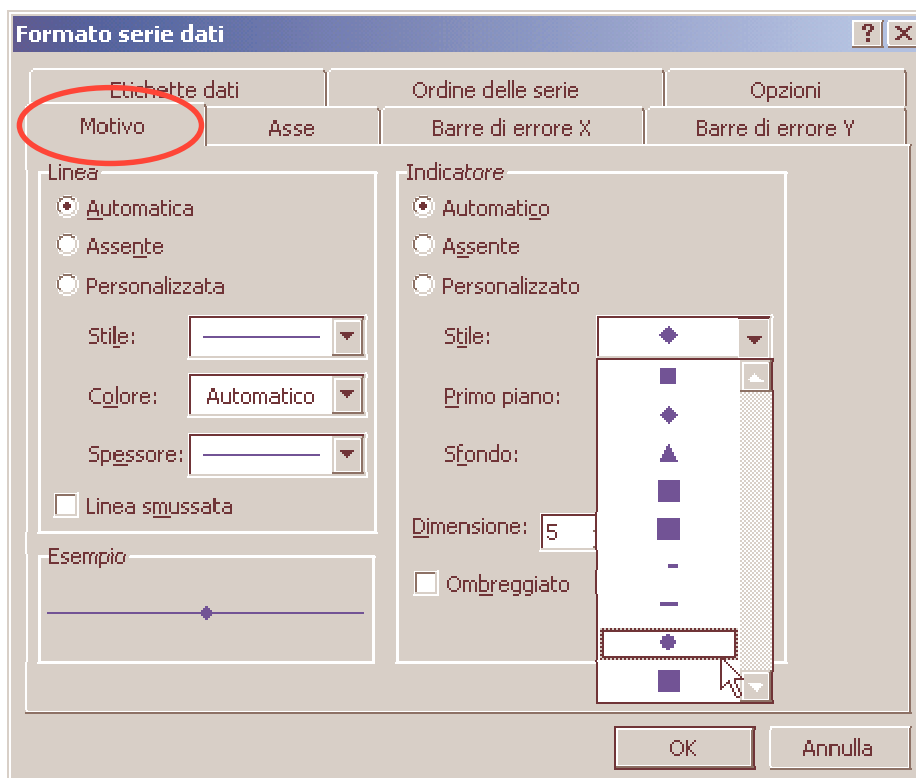 Formato serie dati
Etichette dati
Ordine delle serie
Opzioni
Motivo
Asse
Barre di errore X
Barre di errore Y
Linea
Automatica
Assente
Personalizzata
Stile:
Colore:
Automatico
Spessore:
Linea smussata
Esempio
Indicatore
Automatico
Assente
Personalizzato
Stile:
Primo piano:
Sfondo:
Dimensione:
5
Ombreggiato
OK
Annulla